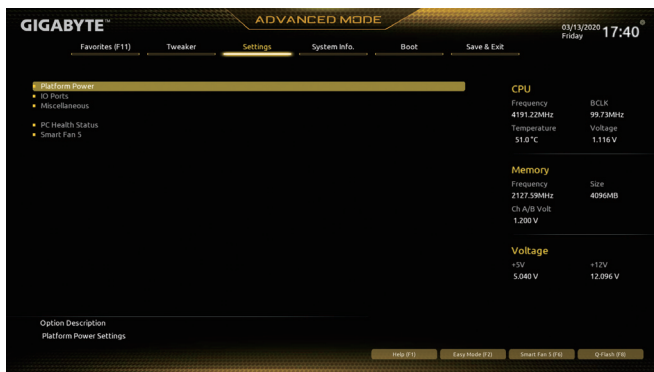 GIGABYTE™
ADVANCED MODE
03/13/2020 Friday 17:40
Favorites (F11) Tweaker Settings System Info. Boot Save & Exit
Platform Power
IO Ports
Miscellaneous
PC Health Status
Smart Fan 5
CPU
Frequency BCLK
4191.22MHz 99.73MHz
Temperature Voltage
51.0 °C 1.116 V
Memory
Frequency Size
2127.59MHz 4096MB
Ch A/B Volt
1.200 V
Voltage
+5V +12V
5.040 V 12.096 V
Option Description
Platform Power Settings
Help (F1) Easy Mode (F2) Smart Fan 5 (F6) Q-Flash (F8)